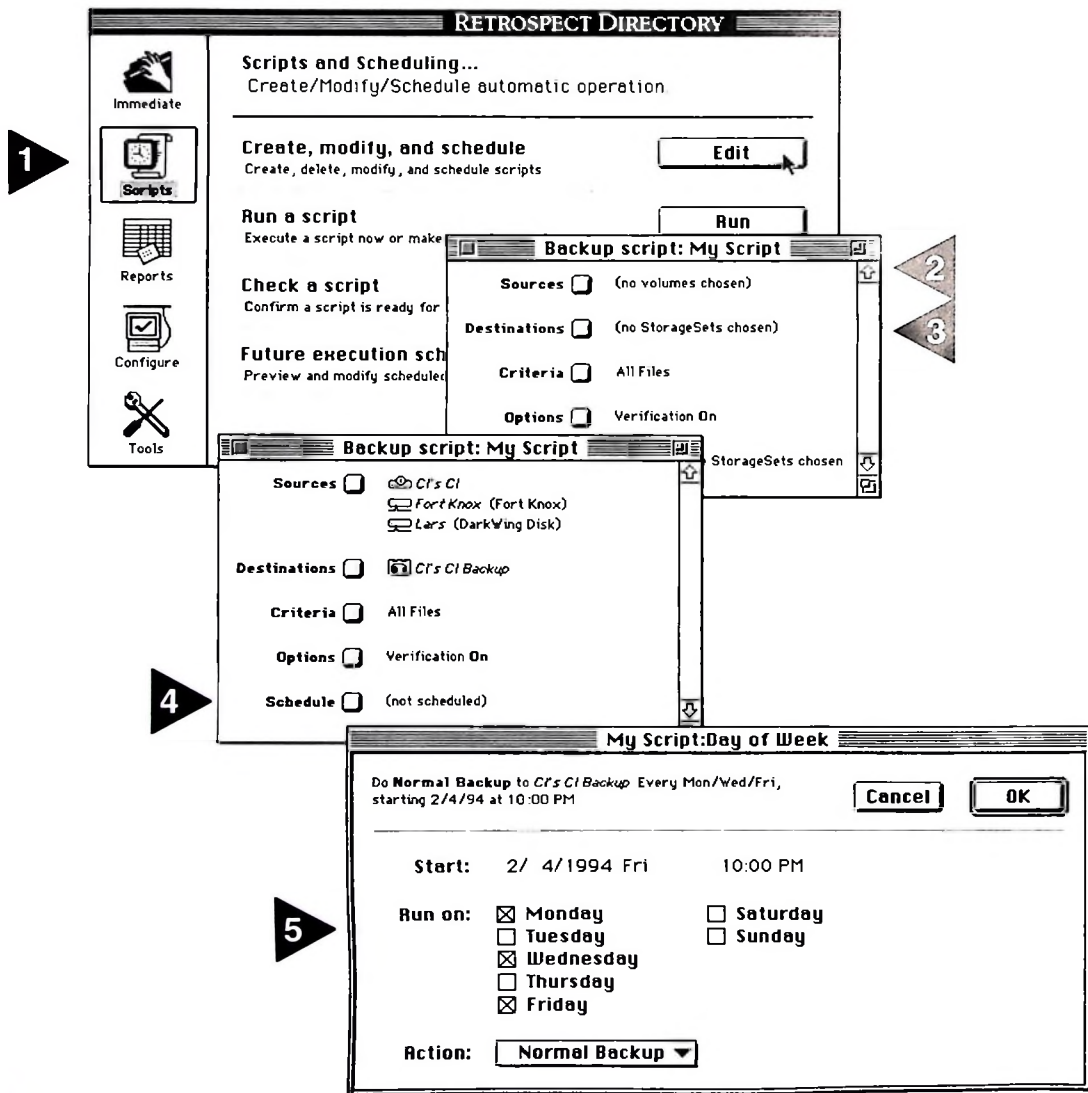 RETROSPECT DIRECTORY
Immediate
Scripts
Reports
Configure
Tools
1
Scripts and Scheduling...
Create/Modify/Schedule automatic operation
Create, modify, and schedule
Create, delete, modify, and schedule scripts
Edit
Run a script
Execute a script now or make
Run
Check a script
Confirm a script is ready for
Future execution sch
Preview and modify scheduled
Backup script: My Script
2
3
Sources (no volumes chosen)
Destinations (no StorageSets chosen)
Criteria All Files
Options Verification On
StorageSets chosen
Backup script: My Script
Sources CI's CI
Fort Knox (Fort Knox)
Lars (DarkWing Disk)
Destinations CI's CI Backup
Criteria All Files
Options Verification On
4
Schedule (not scheduled)
My Script:Day of Week
Do Normal Backup to CI's CI Backup Every Mon/Wed/Fri,
starting 2/4/94 at 10:00 PM
Cancel
OK
Start: 2/ 4/1994 Fri 10:00 PM
5
Run on: Monday Saturday
Tuesday Sunday
Wednesday
Thursday
Friday
Action: Normal Backup